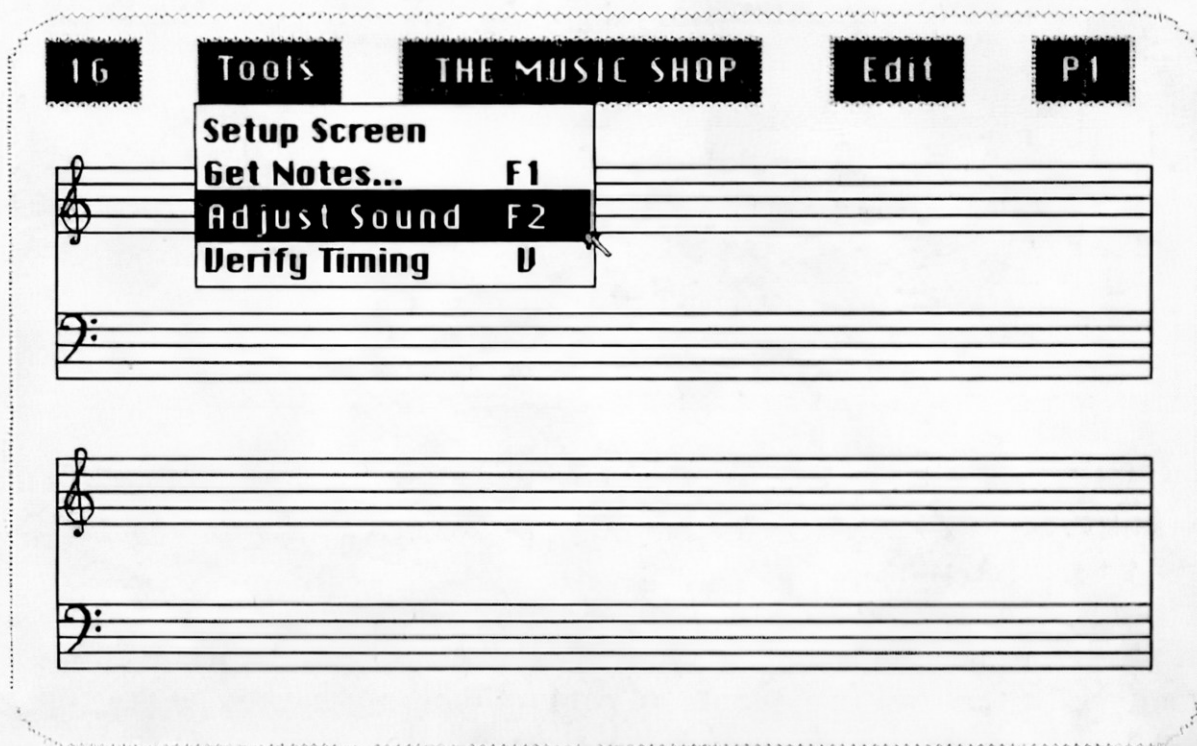 16 Tools THE MUSIC SHOP Edit P1
Setup Screen
Get Notes... F1
Adjust Sound F2
Verify Timing V